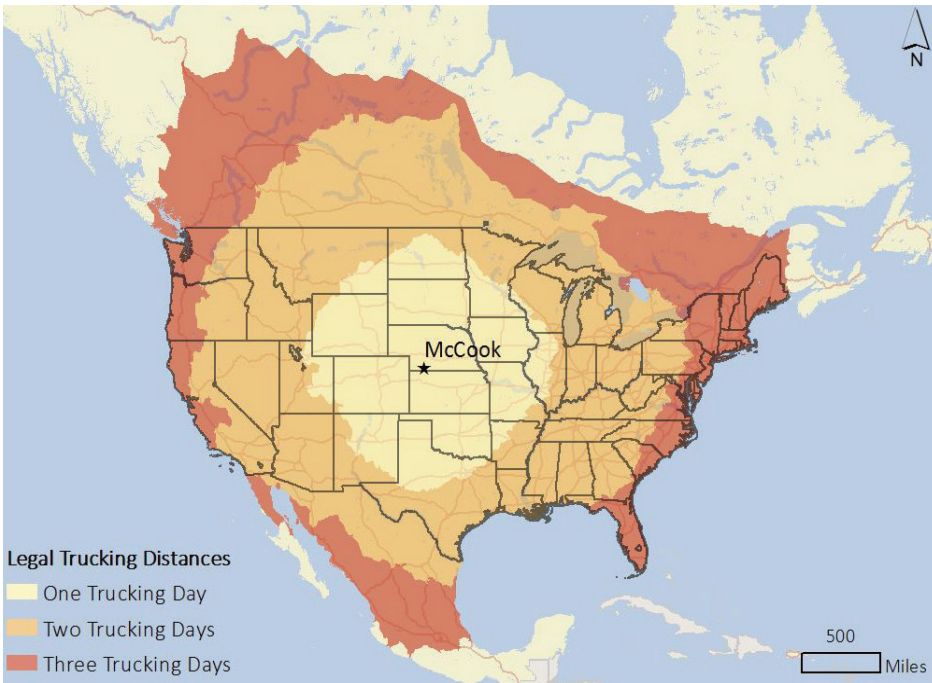 N
McCook
Legal Trucking Distances
One Trucking Day
Two Trucking Days
Three Trucking Days
500
Miles